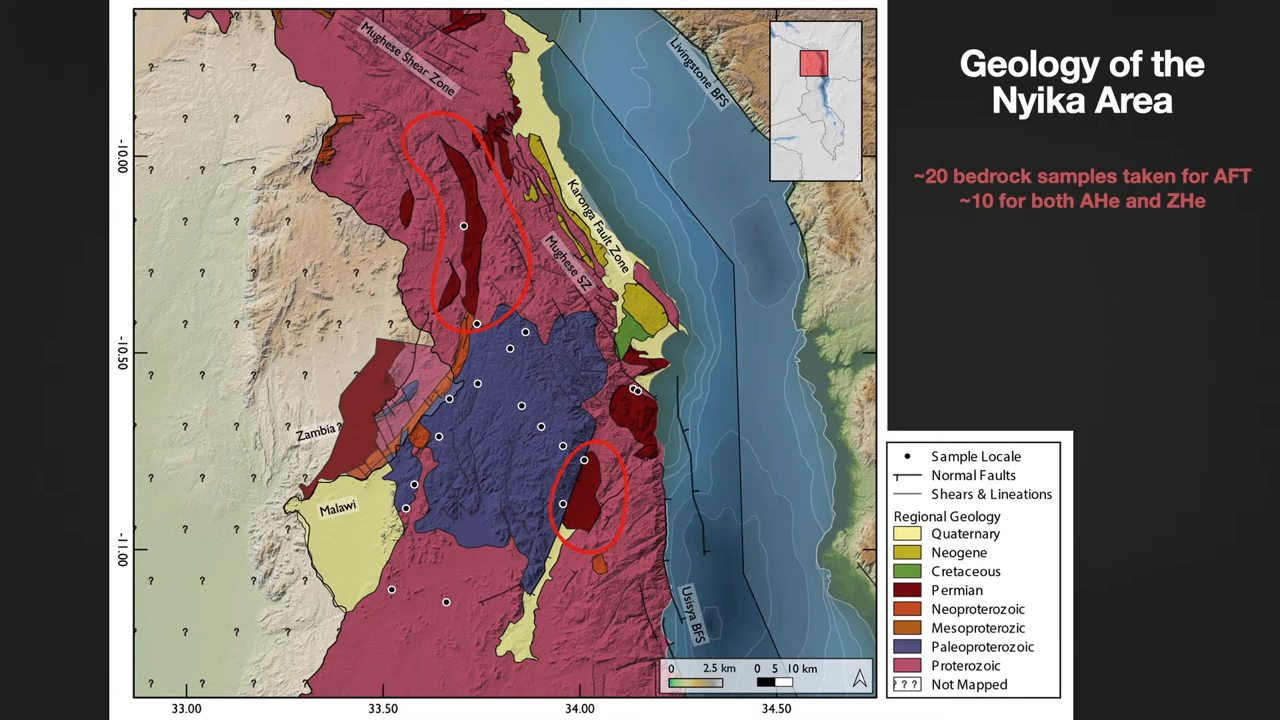 Geology of the
Nyika Area
~20 bedrock samples taken for AFT
~10 for both AHe and ZHe
Mughese Shear Zone
Livingstone BFS
Karonga Fault Zone
Mughese SZ
Zambia
Malawi
Usisya BFS
-10.00
-10.50
-11.00
33.00
33.50
34.00
34.50
0 2.5 km
0 5 10 km
Sample Locale
Normal Faults
Shears & Lineations
Regional Geology
Quaternary
Neogene
Cretaceous
Permian
Neoproterozoic
Mesoproterozic
Paleoproterozoic
Proterozoic
? ? ? Not Mapped